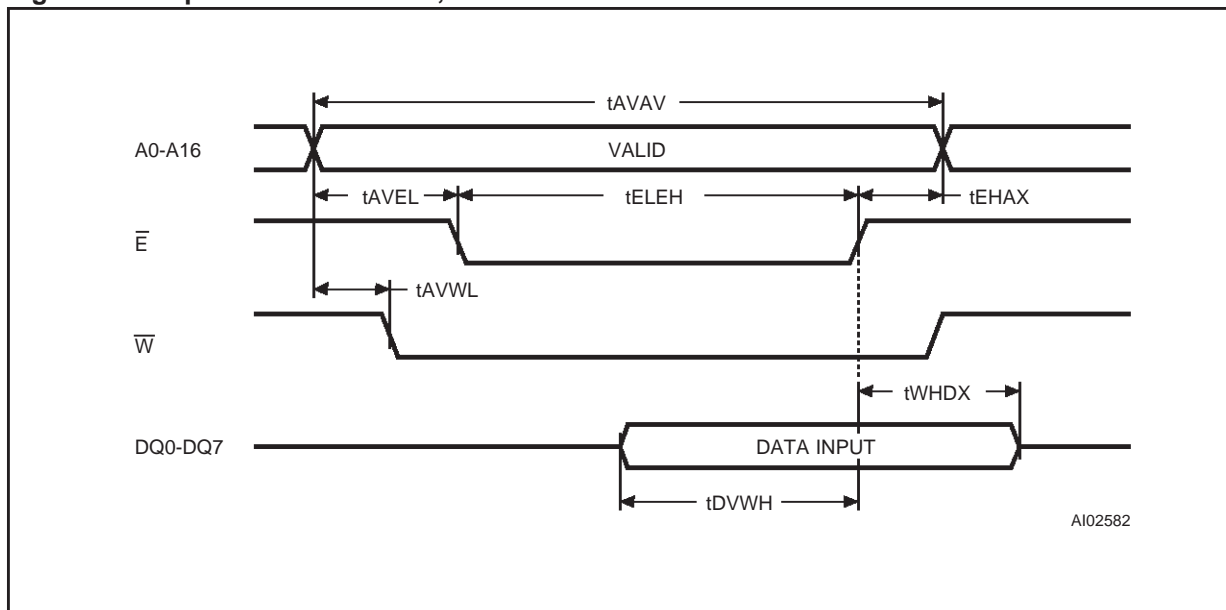 tAVAV
A0-A16
VALID
tAVEL
tELEH
tEHAX
E̅
tAVWL
W̅
tWHDX
DQ0-DQ7
DATA INPUT
tDVWH
AI02582